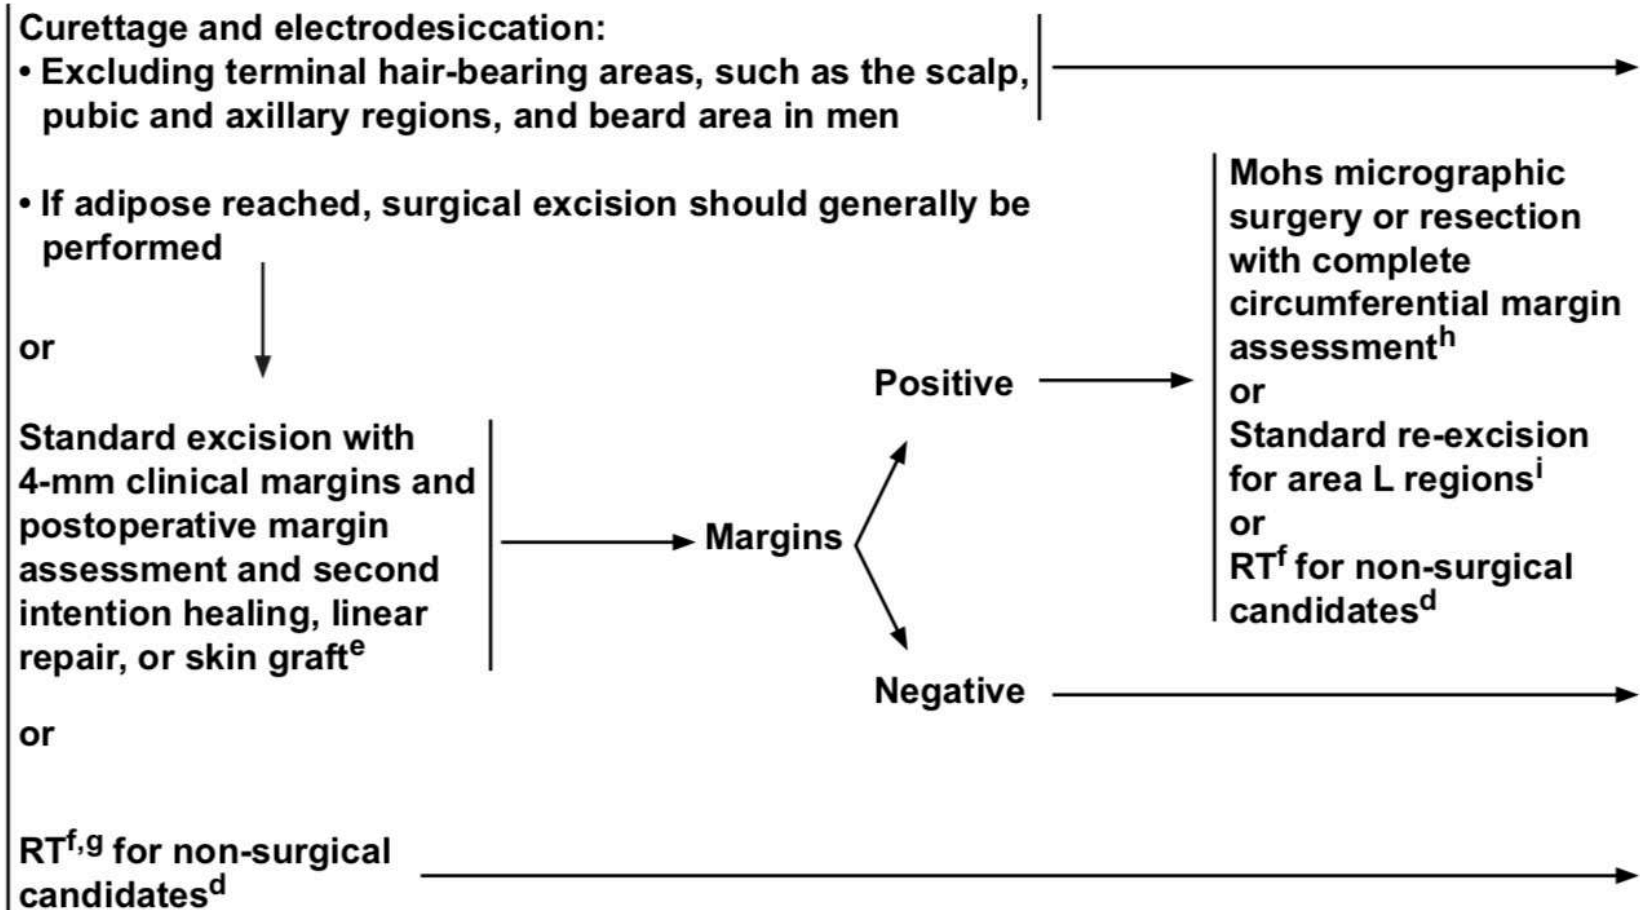 Curettage and electrodesiccation:
• Excluding terminal hair-bearing areas, such as the scalp,
pubic and axillary regions, and beard area in men
• If adipose reached, surgical excision should generally be
performed
or
Standard excision with
4-mm clinical margins and
postoperative margin
assessment and second
intention healing, linear
repair, or skin graftᵉ
or
RTᶠ,ᵍ for non-surgical
candidatesᵈ
Margins
Positive
Negative
Mohs micrographic
surgery or resection
with complete
circumferential margin
assessmentʰ
or
Standard re-excision
for area L regionsⁱ
or
RTᶠ for non-surgical
candidatesᵈ